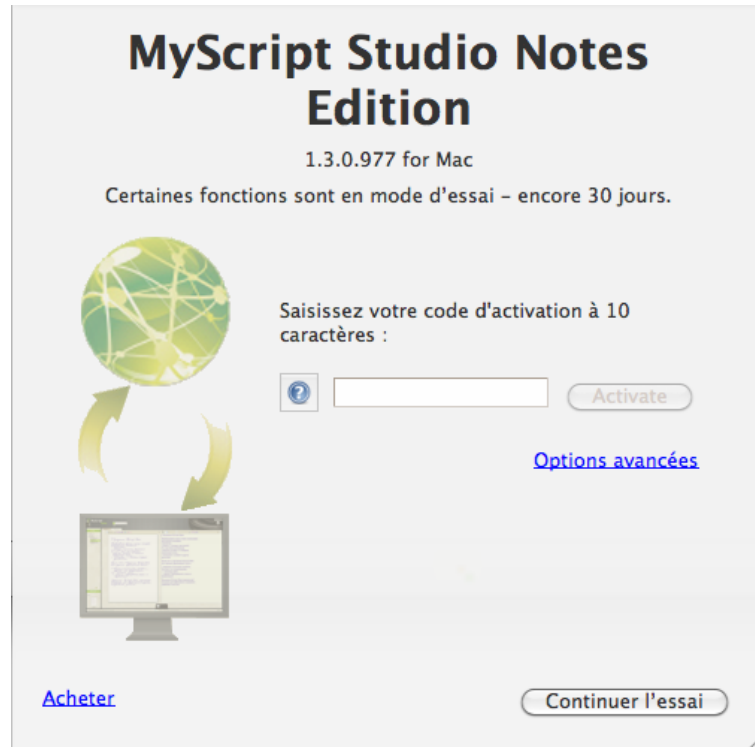 MyScript Studio Notes
Edition
1.3.0.977 for Mac
Certaines fonctions sont en mode d'essai – encore 30 jours.
Saisissez votre code d'activation à 10
caractères :
Activate
Options avancées
Acheter
Continuer l'essai